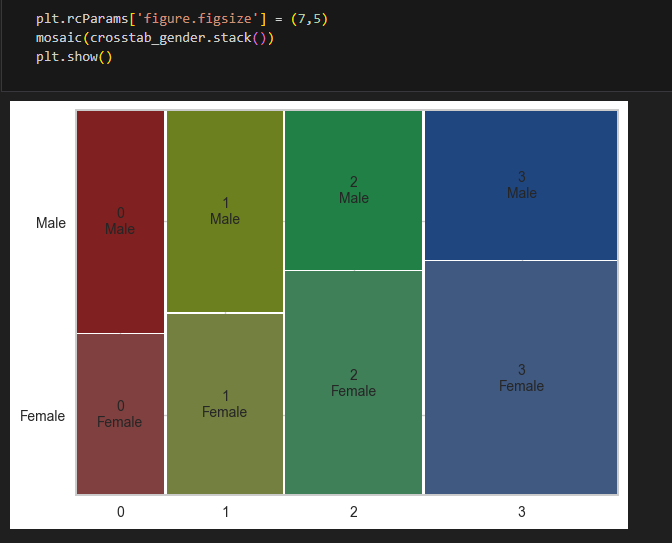 plt.rcParams['figure.figsize'] = (7,5)
mosaic(crosstab_gender.stack())
plt.show()
2
Male
3
Male
1
Male
0
Male
Male
3
Female
2
Female
1
Female
0
Female
Female
0 1 2 3